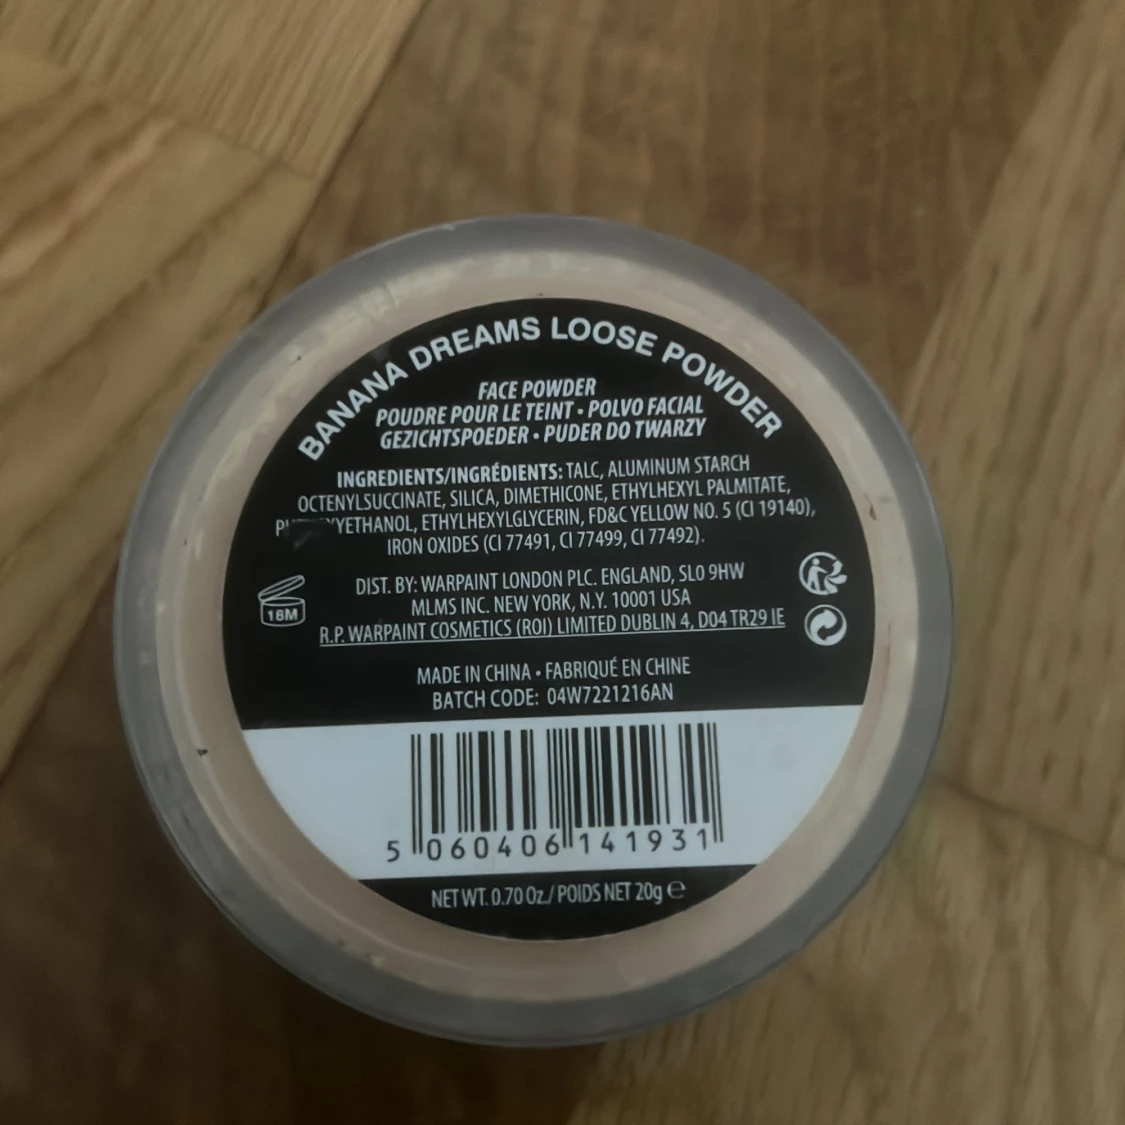 BANANA DREAMS LOOSE POWDER
FACE POWDER
POUDRE POUR LE TEINT • POLVO FACIAL
GEZICHTSPOEDER • PUDER DO TWARZY
INGREDIENTS/INGRÉDIENTS: TALC, ALUMINUM STARCH
OCTENYLSUCCINATE, SILICA, DIMETHICONE, ETHYLHEXYL PALMITATE,
ETHYLHEXYLGLYCERIN, FD&C YELLOW NO. 5 (CI 19140),
IRON OXIDES (CI 77491, CI 77499, CI 77492).
18M
DIST. BY: WARPAINT LONDON PLC. ENGLAND, SL0 9HW
MLMS INC. NEW YORK, N.Y. 10001 USA
R.P. WARPAINT COSMETICS (ROI) LIMITED DUBLIN 4, D04 TR29 IE
MADE IN CHINA • FABRIQUÉ EN CHINE
BATCH CODE: 04W7221216AN
5 060406 141931
NET WT. 0.70 Oz./ POIDS NET 20g ℮